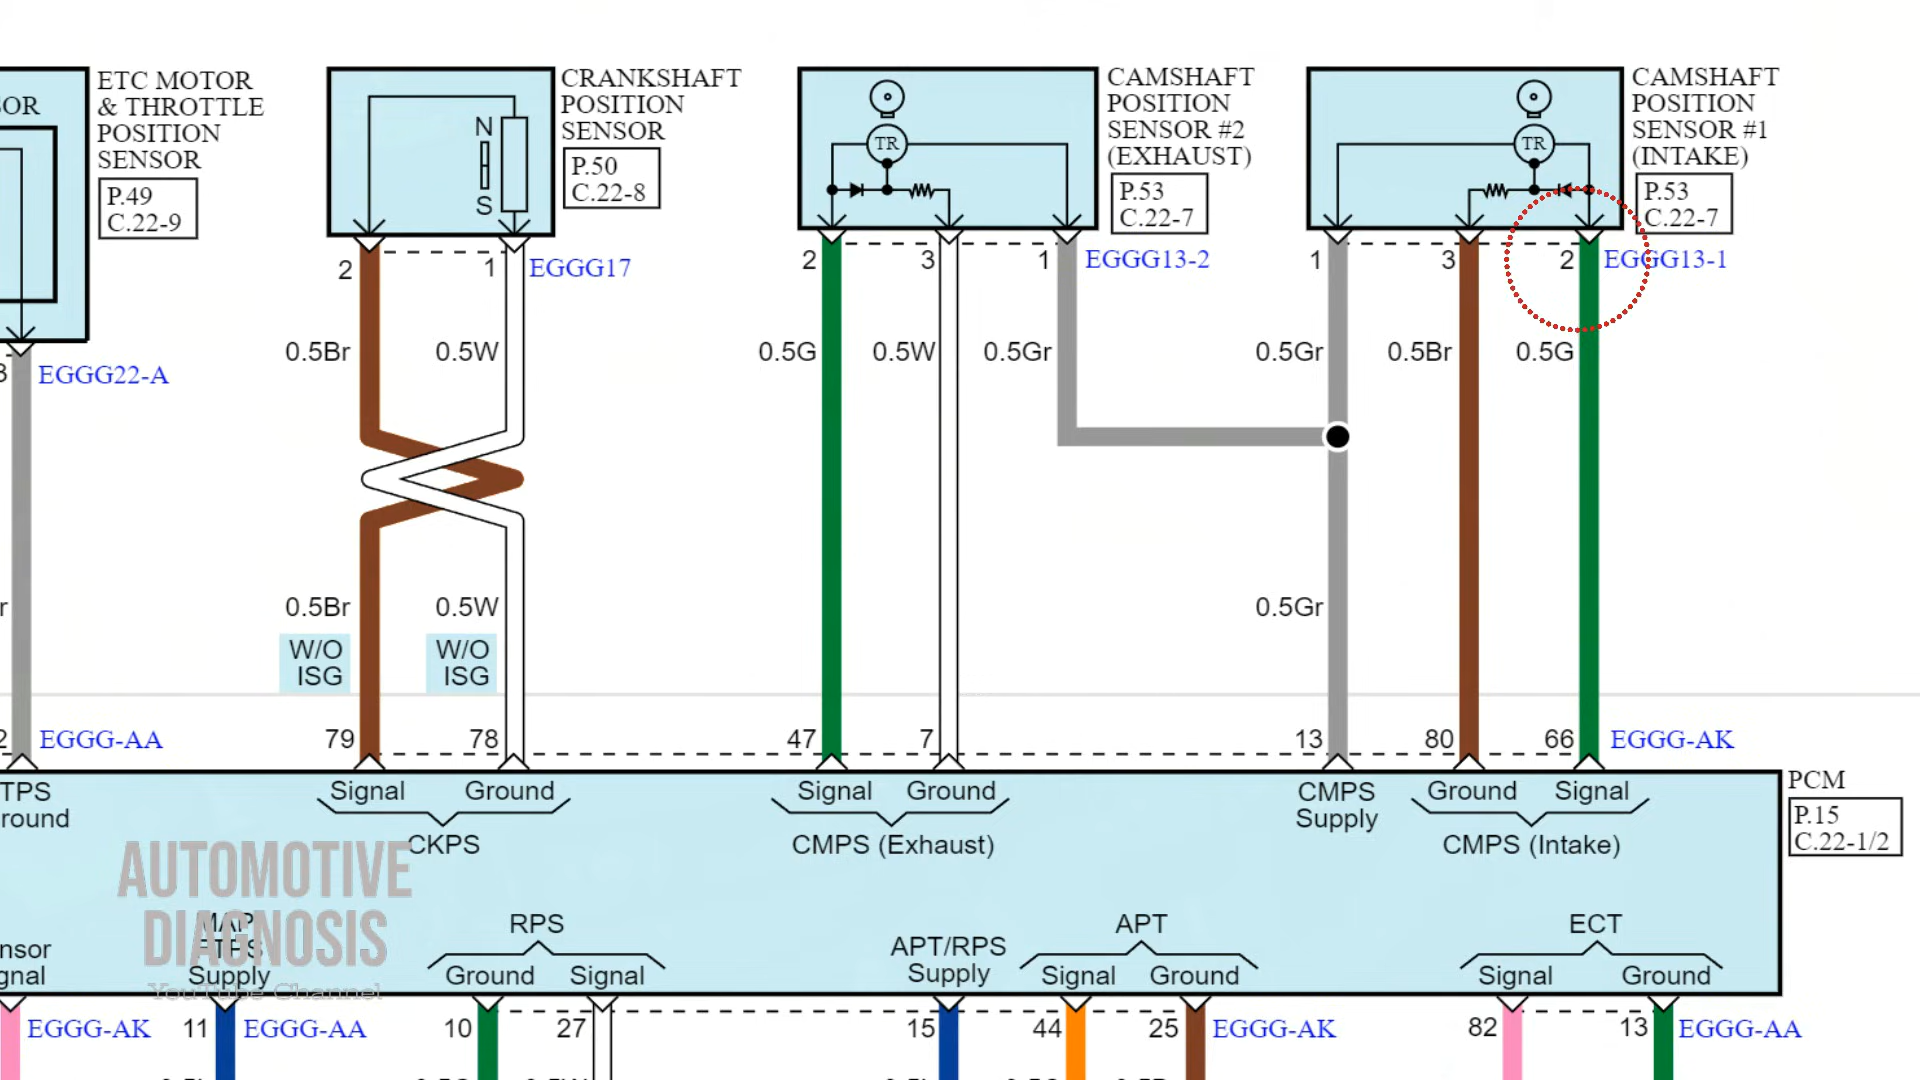 OR
ETC MOTOR
& THROTTLE
POSITION
SENSOR
P.49
C.22-9
N
S
CRANKSHAFT
POSITION
SENSOR
P.50
C.22-8
TR
CAMSHAFT
POSITION
SENSOR #2
(EXHAUST)
P.53
C.22-7
TR
CAMSHAFT
POSITION
SENSOR #1
(INTAKE)
P.53
C.22-7
2 1 EGGG17
2 3 1 EGGG13-2
1 3 2 EGGG13-1
0.5Br 0.5W 0.5G 0.5W 0.5Gr 0.5Gr 0.5Br 0.5G
EGGG22-A
0.5Br 0.5W 0.5Gr
W/O
ISG
W/O
ISG
2 EGGG-AA 79 78 47 7 13 80 66 EGGG-AK
TPS
round
Signal Ground
CKPS
Signal Ground
CMPS (Exhaust)
CMPS
Supply
Ground Signal
CMPS (Intake)
PCM
P.15
C.22-1/2
AUTOMOTIVE
DIAGNOSIS
YouTube Channel
nsor
gnal
MAP
Supply
RPS
Ground Signal
APT/RPS
Supply
APT
Signal Ground
ECT
Signal Ground
EGGG-AK 11 EGGG-AA 10 27 15 44 25 EGGG-AK 82 13 EGGG-AA